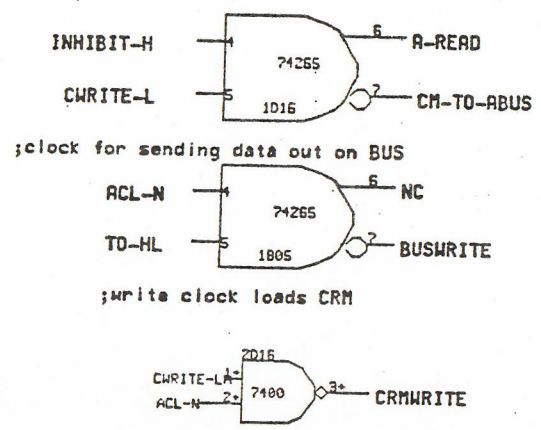 INHIBIT-H 4 74265 6 A-READ
CWRITE-L 5 1D16 7 CM-TO-ABUS
;clock for sending data out on BUS
ACL-N 4 74265 6 NC
TO-HL 5 1B05 7 BUSWRITE
;write clock loads CRM
2D16
CWRITE-LA 1+ 7400 3+ CRMWRITE
ACL-N 2+